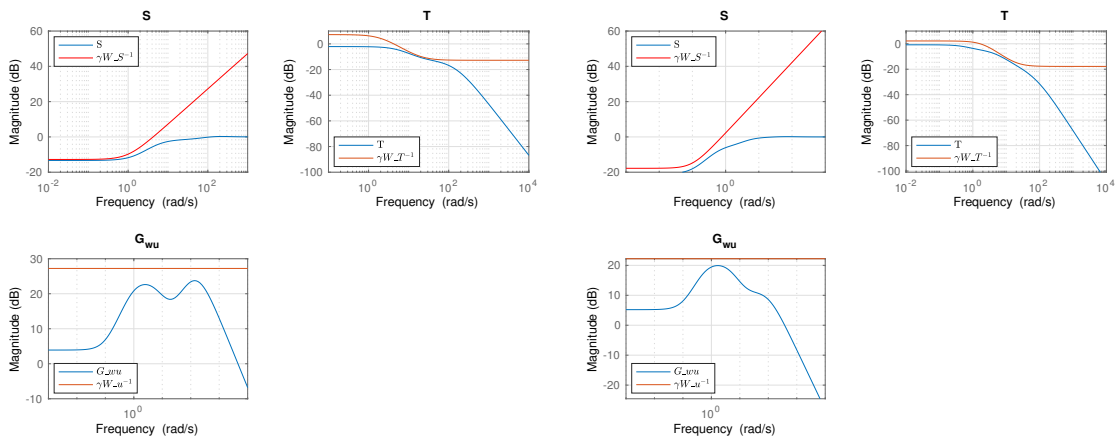 S
Magnitude (dB)
60
40
20
0
-20
S
γW_S⁻¹
10⁻² 10⁰ 10²
Frequency (rad/s)
T
Magnitude (dB)
0
-20
-40
-60
-80
-100
T
γW_T⁻¹
10⁰ 10² 10⁴
Frequency (rad/s)
S
Magnitude (dB)
60
40
20
0
-20
S
γW_S⁻¹
10⁰
Frequency (rad/s)
T
Magnitude (dB)
0
-20
-40
-60
-80
-100
T
γW_T⁻¹
10⁻² 10⁰ 10² 10⁴
Frequency (rad/s)
G_wu
Magnitude (dB)
30
20
10
0
-10
G_wu
γW_u⁻¹
10⁰
Frequency (rad/s)
G_wu
Magnitude (dB)
20
10
0
-10
-20
G_wu
γW_u⁻¹
10⁰
Frequency (rad/s)